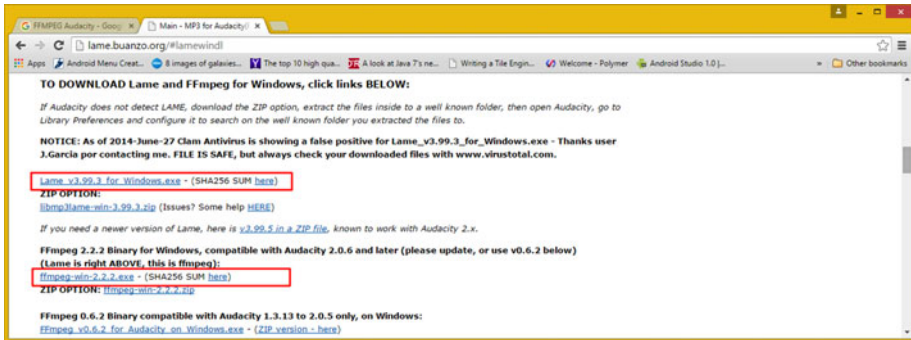 FFMPEG Audacity - Goog
Main - MP3 for Audacity
lame.buanzo.org/#lamewindl
Apps Android Menu Creat... 8 images of galaxies... The top 10 high qua... A look at Java 7's ne... Writing a Tile Engin... Welcome - Polymer Android Studio 1.0 |... » Other bookmarks
TO DOWNLOAD Lame and FFmpeg for Windows, click links BELOW:
If Audacity does not detect LAME, download the ZIP option, extract the files inside to a well known folder, then open Audacity, go to
Library Preferences and configure it to search on the well known folder you extracted the files to.
NOTICE: As of 2014-June-27 Clam Antivirus is showing a false positive for Lame_v3.99.3_for_Windows.exe - Thanks user
J.Garcia por contacting me. FILE IS SAFE, but always check your downloaded files with www.virustotal.com.
Lame_v3.99.3_for_Windows.exe - (SHA256 SUM here)
ZIP OPTION:
libmp3lame-win-3.99.3.zip (Issues? Some help HERE)
If you need a newer version of Lame, here is v3.99.5 in a ZIP file, known to work with Audacity 2.x.
FFmpeg 2.2.2 Binary for Windows, compatible with Audacity 2.0.6 and later (please update, or use v0.6.2 below)
(Lame is right ABOVE, this is ffmpeg):
ffmpeg-win-2.2.2.exe - (SHA256 SUM here)
ZIP OPTION: ffmpeg-win-2.2.2.zip
FFmpeg 0.6.2 Binary compatible with Audacity 1.3.13 to 2.0.5 only, on Windows:
FFmpeg_v0.6.2_for_Audacity_on_Windows.exe - (ZIP version - here)